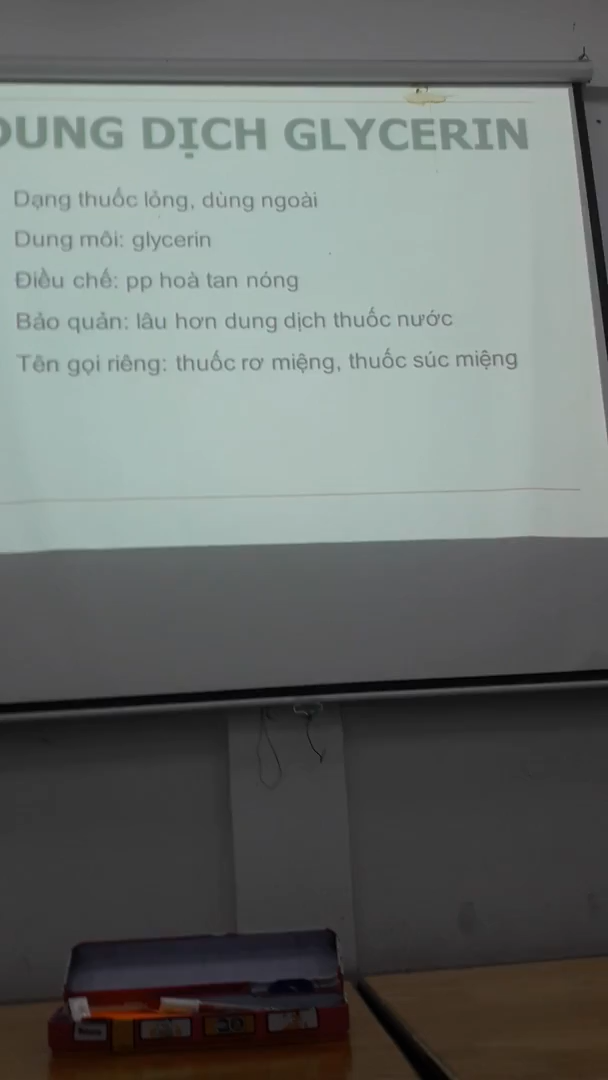 DUNG DỊCH GLYCERIN
Dạng thuốc lỏng, dùng ngoài
Dung môi: glycerin
Điều chế: pp hoà tan nóng
Bảo quản: lâu hơn dung dịch thuốc nước
Tên gọi riêng: thuốc rơ miệng, thuốc súc miệng